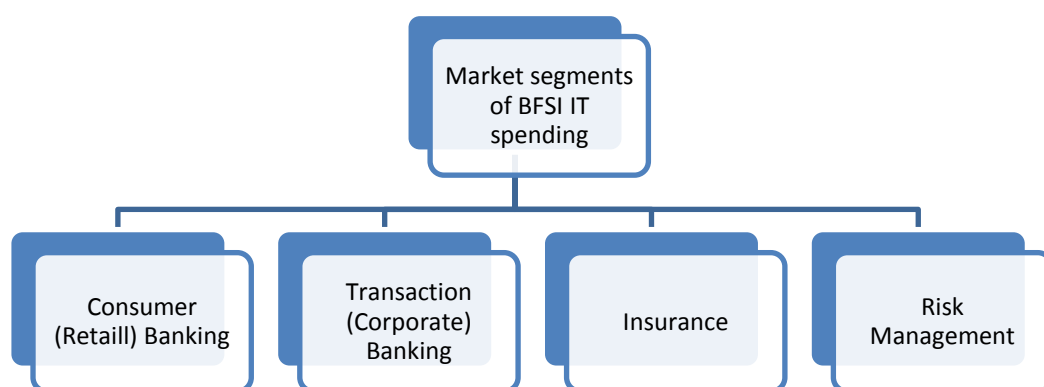 Market segments
of BFSI IT
spending
Consumer
(Retaill) Banking
Transaction
(Corporate)
Banking
Insurance
Risk
Management